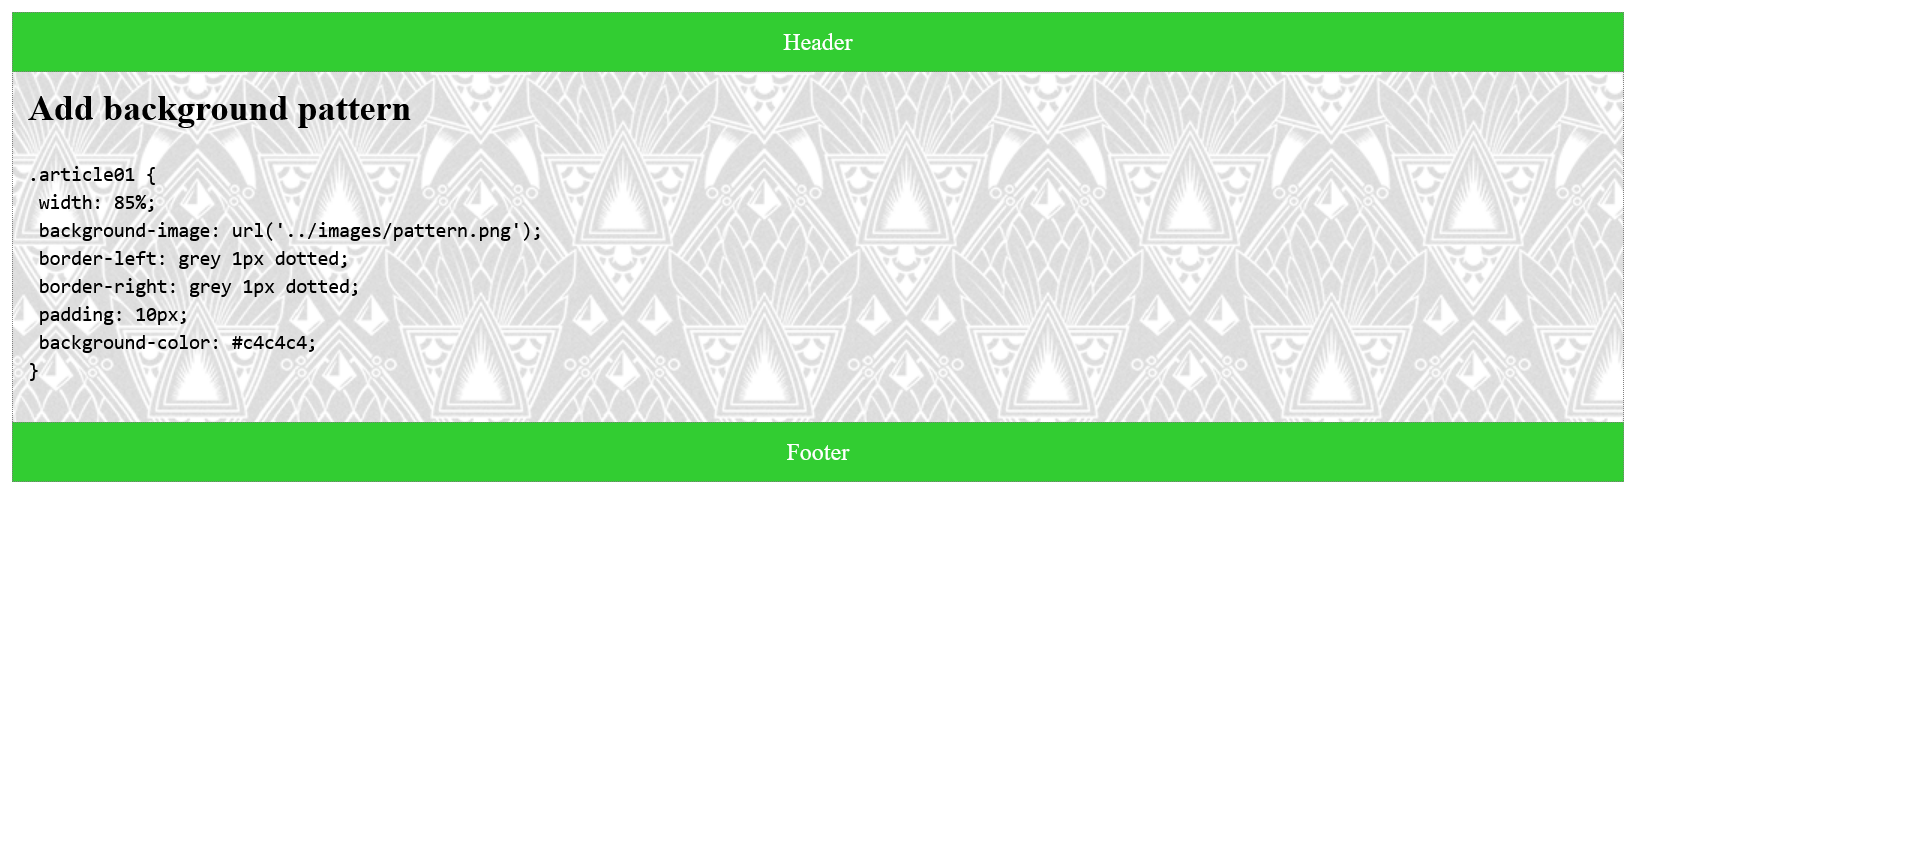 Header
Add background pattern
.article01 {
width: 85%;
background-image: url('../images/pattern.png');
border-left: grey 1px dotted;
border-right: grey 1px dotted;
padding: 10px;
background-color: #c4c4c4;
}
Footer